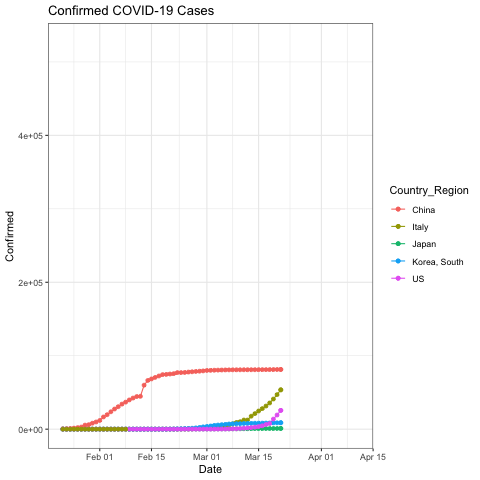 Confirmed COVID-19 Cases
4e+05
2e+05
0e+00
Confirmed
Feb 01
Feb 15
Mar 01
Mar 15
Apr 01
Apr 15
Date
Country_Region
China
Italy
Japan
Korea, South
US